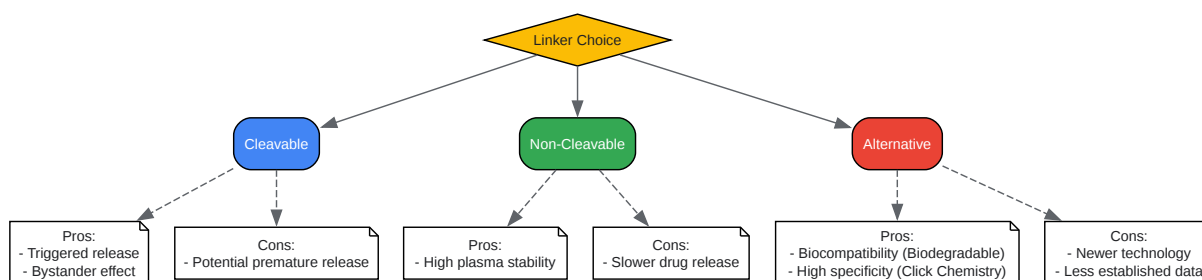 Linker Choice
Cleavable
Non-Cleavable
Alternative
Pros:
- Triggered release
- Bystander effect
Cons:
- Potential premature release
Pros:
- High plasma stability
Cons:
- Slower drug release
Pros:
- Biocompatibility (Biodegradable)
- High specificity (Click Chemistry)
Cons:
- Newer technology
- Less established data